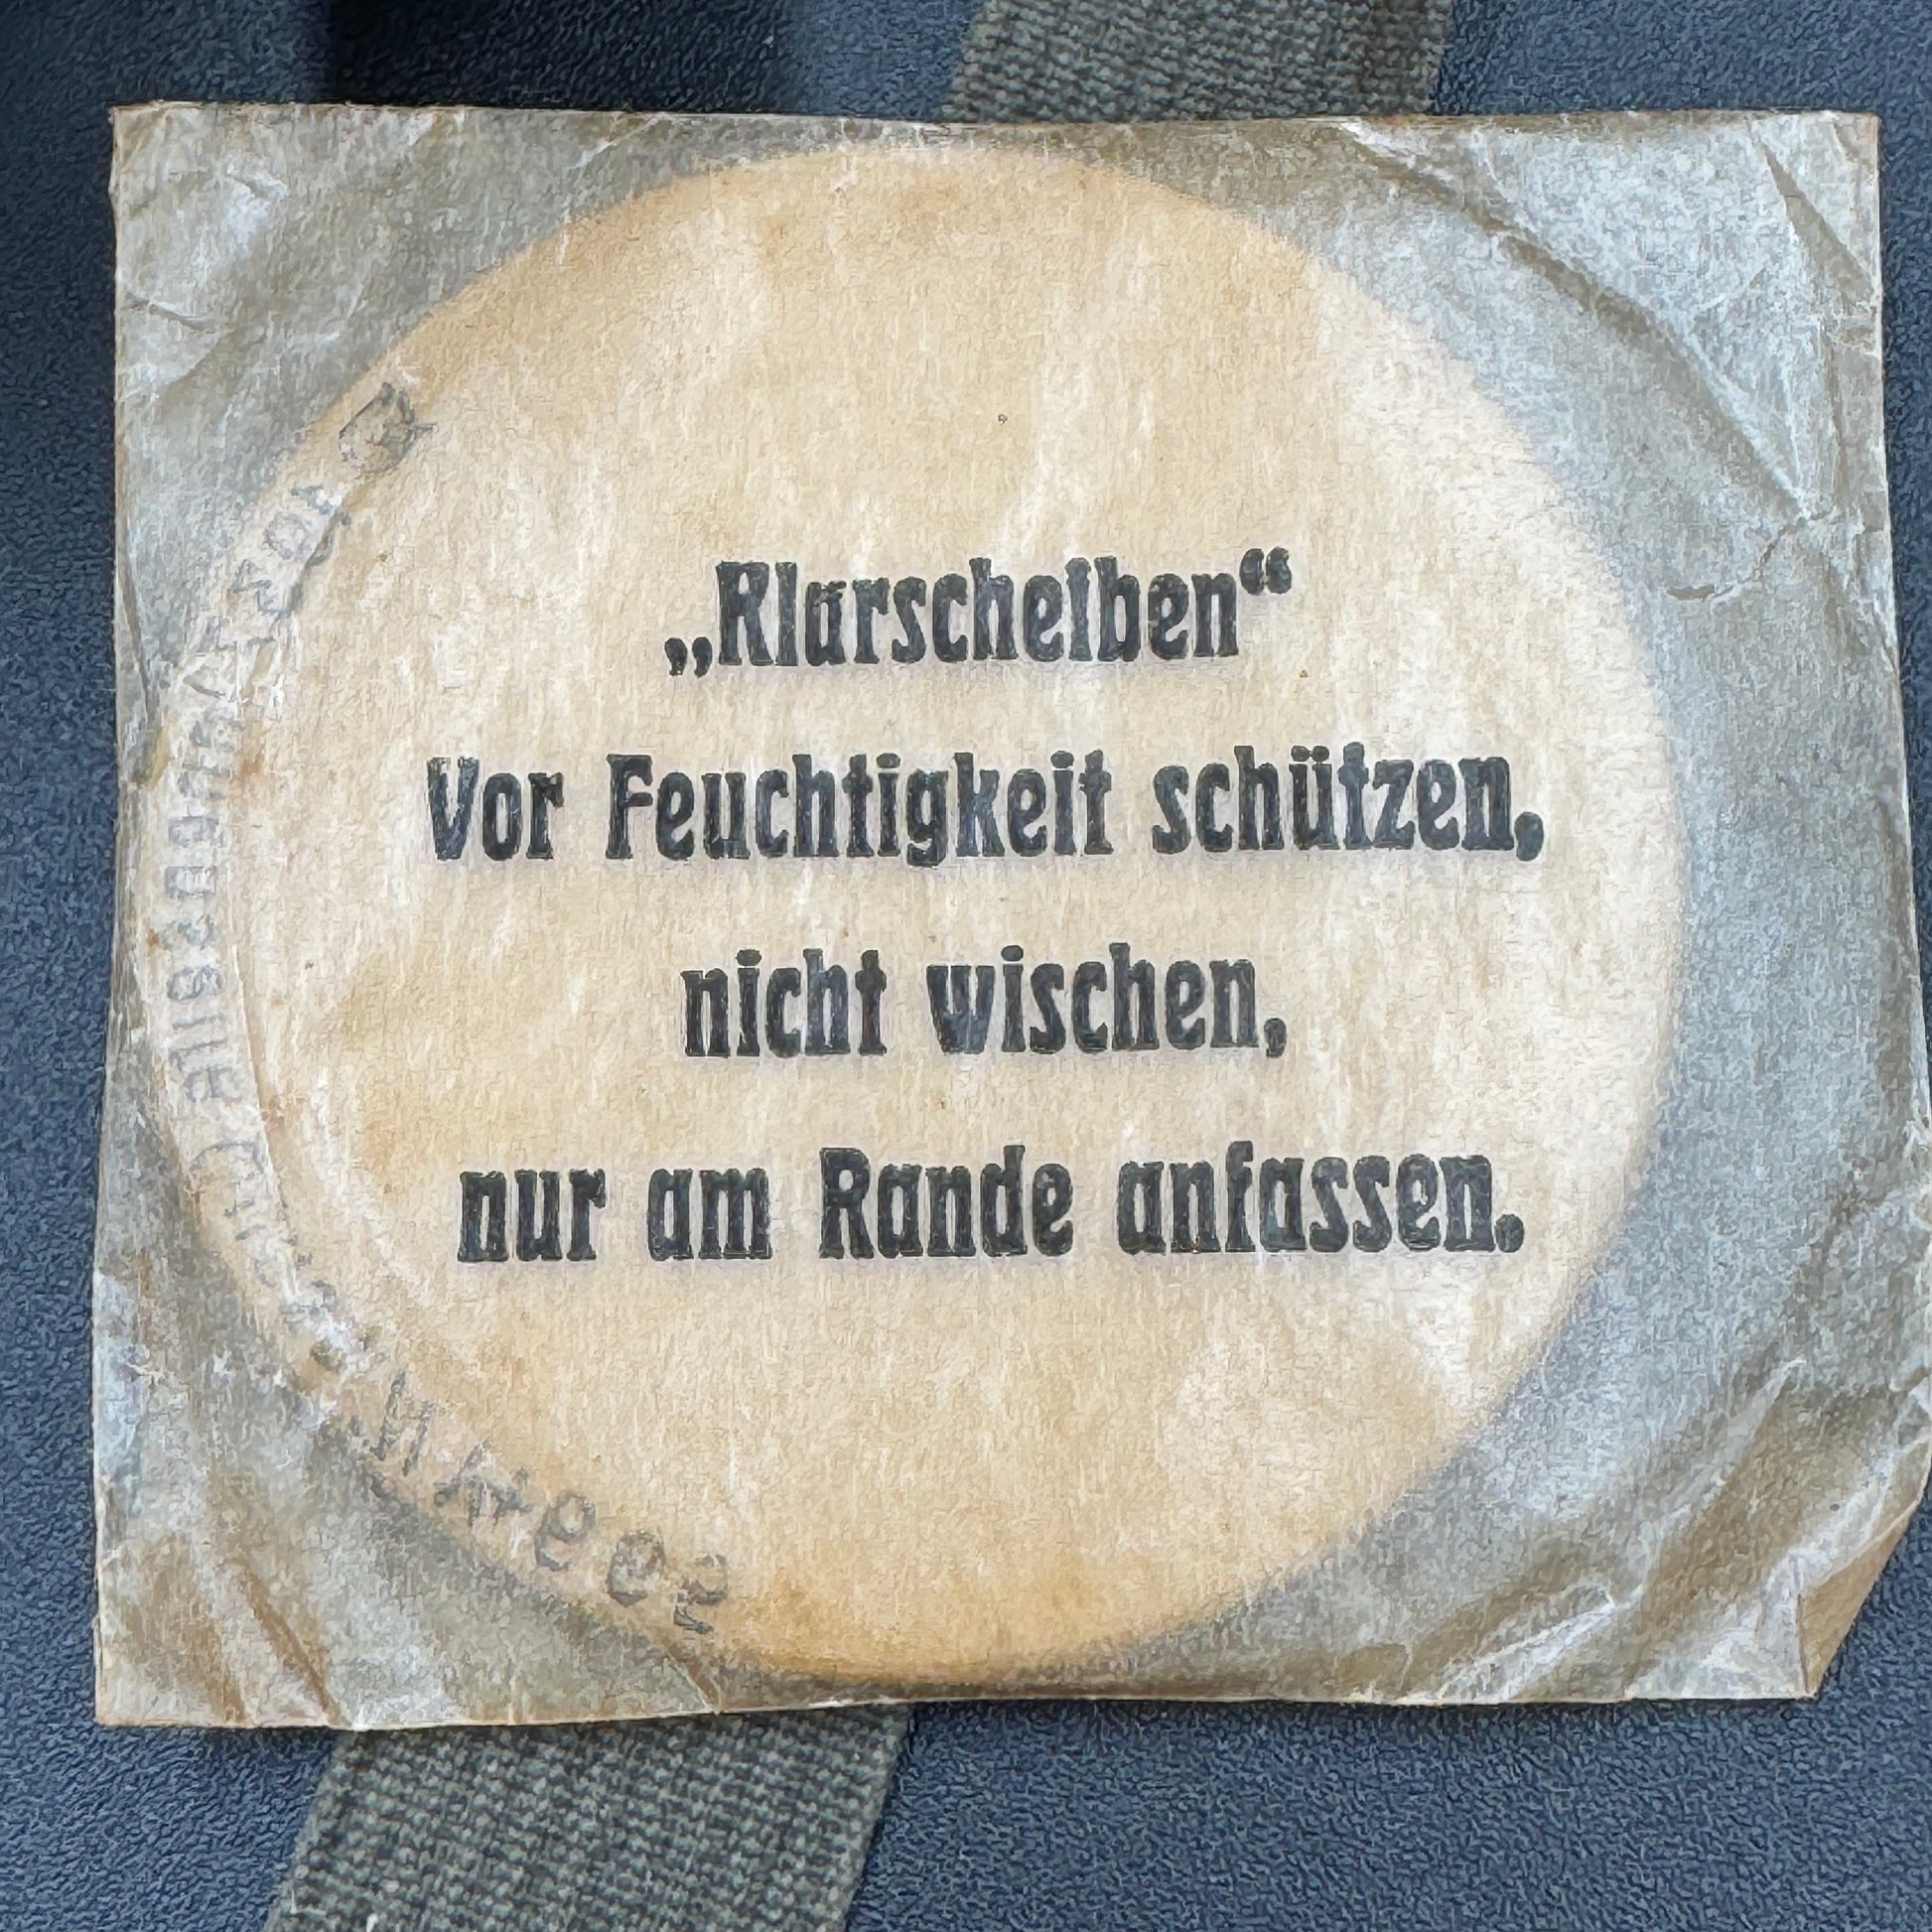 „Klarscheiben“
Vor Feuchtigkeit schützen,
nicht wischen,
nur am Rande anfassen.